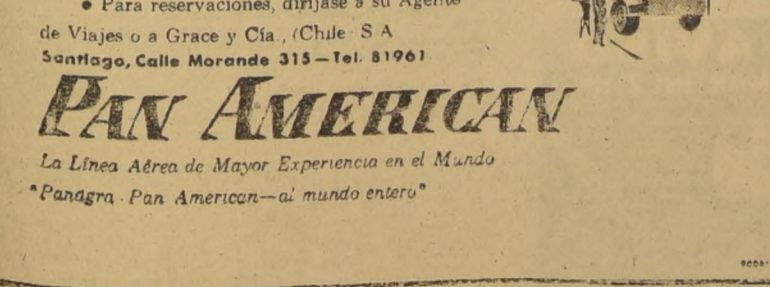 • Para reservaciones, diríjase a su Agente
de Viajes o a Grace y Cía., (Chile S A
Santiago, Calle Morande 315—Tel. 81961
PAN AMERICAN
La Línea Aérea de Mayor Experiencia en el Mundo
"Panagra - Pan American—al mundo entero"